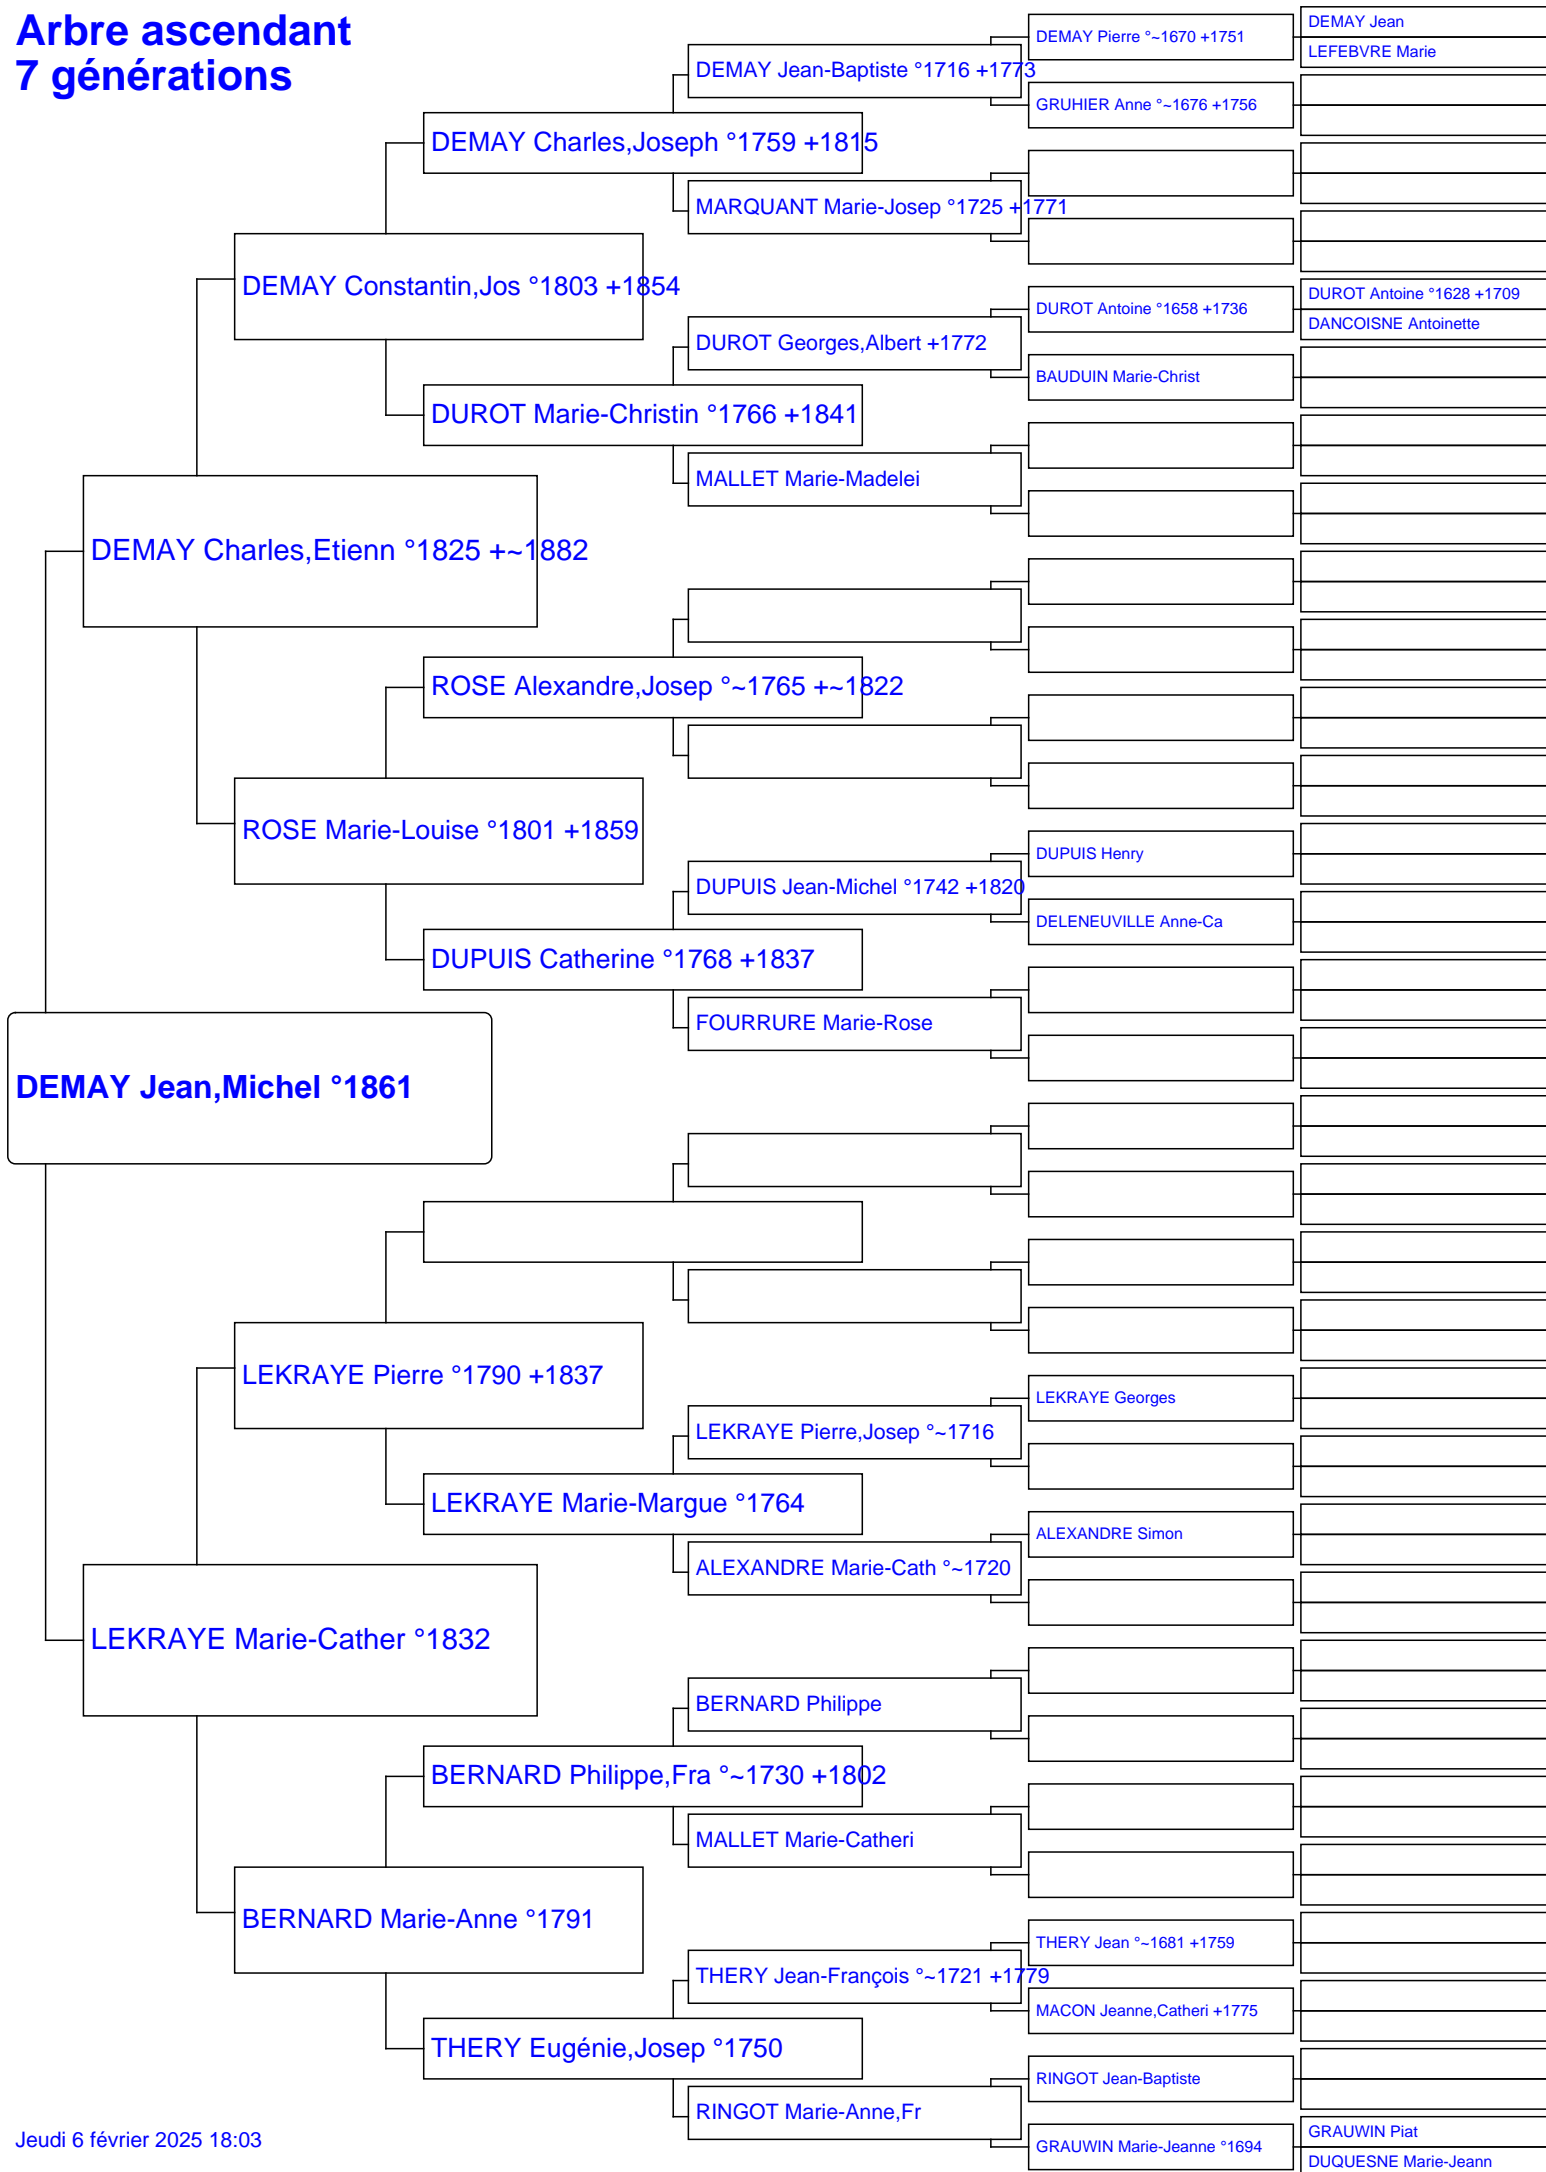 Arbre ascendant
7 générations
DEMAY Jean
DEMAY Pierre °~1670 +1751
LEFEBVRE Marie
DEMAY Jean-Baptiste °1716 +1773
GRUHIER Anne °~1676 +1756
DEMAY Charles,Joseph °1759 +1815
MARQUANT Marie-Josep °1725 +1771
DEMAY Constantin,Jos °1803 +1854
DUROT Antoine °1628 +1709
DUROT Antoine °1658 +1736
DANCOISNE Antoinette
DUROT Georges,Albert +1772
BAUDUIN Marie-Christ
DUROT Marie-Christin °1766 +1841
MALLET Marie-Madelei
DEMAY Charles,Etienn °1825 +~1882
ROSE Alexandre,Josep °~1765 +~1822
ROSE Marie-Louise °1801 +1859
DUPUIS Henry
DUPUIS Jean-Michel °1742 +1820
DELENEUVILLE Anne-Ca
DUPUIS Catherine °1768 +1837
FOURRURE Marie-Rose
DEMAY Jean,Michel °1861
LEKRAYE Pierre °1790 +1837
LEKRAYE Georges
LEKRAYE Pierre,Josep °~1716
LEKRAYE Marie-Margue °1764
ALEXANDRE Simon
ALEXANDRE Marie-Cath °~1720
LEKRAYE Marie-Cather °1832
BERNARD Philippe
BERNARD Philippe,Fra °~1730 +1802
MALLET Marie-Catheri
BERNARD Marie-Anne °1791
THERY Jean °~1681 +1759
THERY Jean-François °~1721 +1779
MACON Jeanne,Catheri +1775
THERY Eugénie,Josep °1750
RINGOT Jean-Baptiste
RINGOT Marie-Anne,Fr
GRAUWIN Piat
GRAUWIN Marie-Jeanne °1694
DUQUESNE Marie-Jeann
Jeudi 6 février 2025 18:03